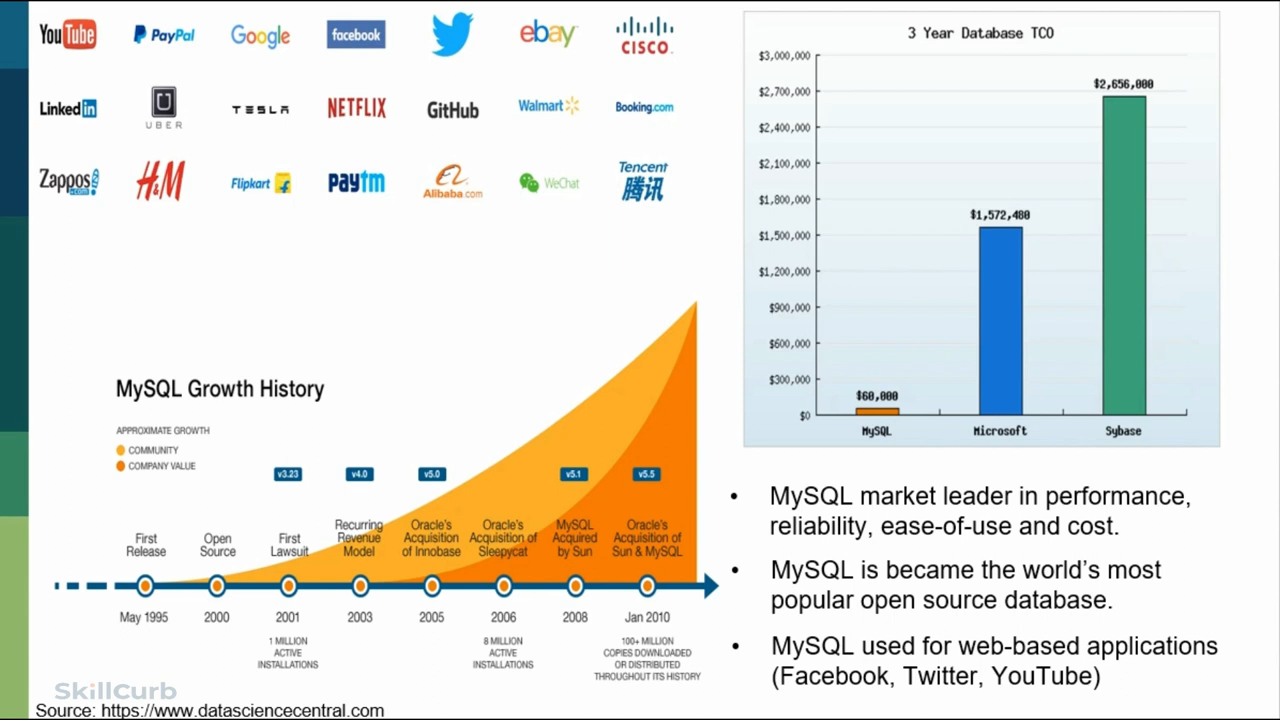 YouTube PayPal Google facebook ebay CISCO
Linked in UBER TESLA NETFLIX GitHub Walmart Booking.com
Zappos.com H&M Flipkart paytm Alibaba.com WeChat Tencent
腾讯
3 Year Database TCO
$3,000,000
$2,700,000
$2,400,000
$2,100,000
$1,800,000
$1,500,000
$1,200,000
$900,000
$600,000
$300,000
$0
$60,000
$1,572,480
$2,656,000
MySQL Microsoft Sybase
MySQL Growth History
APPROXIMATE GROWTH
COMMUNITY
COMPANY VALUE
v3.23 v4.0 v5.0 v5.1 v5.5
First
Release
Open
Source
First
Lawsuit
Recurring
Revenue
Model
Oracle's
Acquisition
of Innobase
Oracle's
Acquisition of
Sleepycat
MySQL
Acquired
by Sun
Oracle's
Acquisition of
Sun & MySQL
May 1995 2000 2001 2003 2005 2006 2008 Jan 2010
1 MILLION
ACTIVE
INSTALLATIONS
8 MILLION
ACTIVE
INSTALLATIONS
100+ MILLION
COPIES DOWNLOADED
OR DISTRIBUTED
THROUGHOUT ITS HISTORY
• MySQL market leader in performance,
reliability, ease-of-use and cost.
• MySQL is became the world's most
popular open source database.
• MySQL used for web-based applications
(Facebook, Twitter, YouTube)
SkillCurb
Source: https://www.datasciencecentral.com